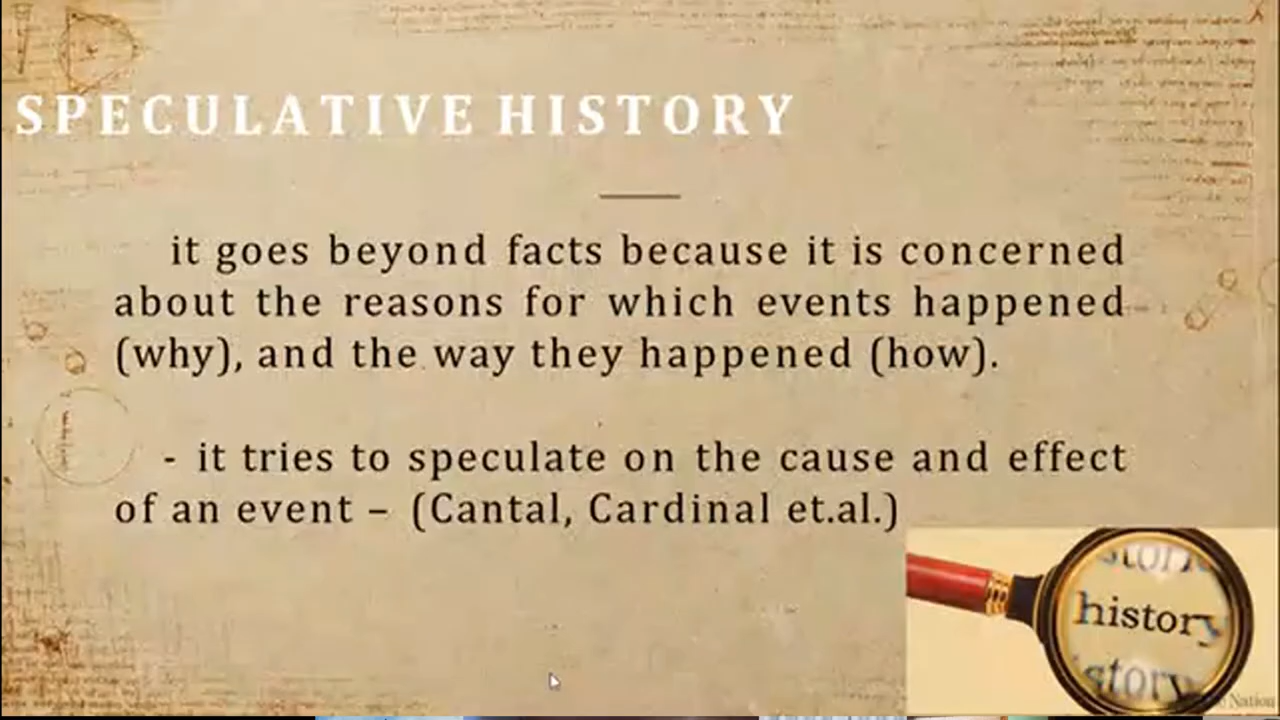 SPECULATIVE HISTORY
it goes beyond facts because it is concerned
about the reasons for which events happened
(why), and the way they happened (how).
- it tries to speculate on the cause and effect
of an event – (Cantal, Cardinal et.al.)
history
story
Nation